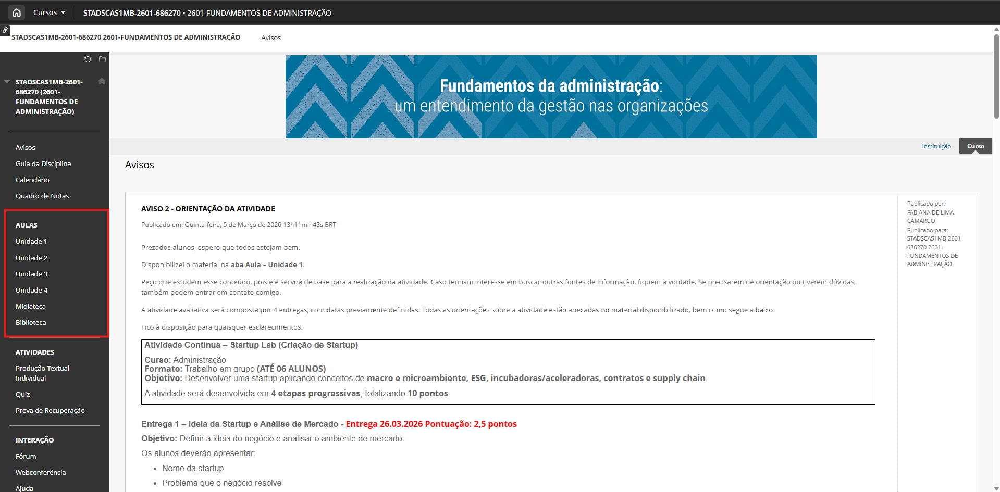 Cursos
STADSCAS1MB-2601-686270 • 2601-FUNDAMENTOS DE ADMINISTRAÇÃO
STADSCAS1MB-2601-686270 2601-FUNDAMENTOS DE ADMINISTRAÇÃO
Avisos
STADSCAS1MB-2601-
686270 (2601-
FUNDAMENTOS DE
ADMINISTRAÇÃO)
Avisos
Guia da Disciplina
Calendário
Quadro de Notas
AULAS
Unidade 1
Unidade 2
Unidade 3
Unidade 4
Midiateca
Biblioteca
ATIVIDADES
Produção Textual
Individual
Quiz
Prova de Recuperação
INTERAÇÃO
Fórum
Webconferência
Ajuda
Fundamentos da administração:
um entendimento da gestão nas organizações
Instituição
Curso
Avisos
AVISO 2 - ORIENTAÇÃO DA ATIVIDADE
Publicado em: Quinta-feira, 5 de Março de 2026 13h11min48s BRT
Prezados alunos, espero que todos estejam bem.
Disponibilizei o material na aba Aula – Unidade 1.
Peço que estudem esse conteúdo, pois ele servirá de base para a realização da atividade. Caso tenham interesse em buscar outras fontes de informação, fiquem à vontade. Se precisarem de orientação ou tiverem dúvidas,
também podem entrar em contato comigo.
A atividade avaliativa será composta por 4 entregas, com datas previamente definidas. Todas as orientações sobre a atividade estão anexadas no material disponibilizado, bem como segue a baixo
Fico à disposição para quaisquer esclarecimentos.
Atividade Contínua – Startup Lab (Criação de Startup)
Curso: Administração
Formato: Trabalho em grupo (ATÉ 06 ALUNOS)
Objetivo: Desenvolver uma startup aplicando conceitos de macro e microambiente, ESG, incubadoras/aceleradoras, contratos e supply chain.
A atividade será desenvolvida em 4 etapas progressivas, totalizando 10 pontos.
Entrega 1 – Ideia da Startup e Análise de Mercado - Entrega 26.03.2026 Pontuação: 2,5 pontos
Objetivo: Definir a ideia do negócio e analisar o ambiente de mercado.
Os alunos deverão apresentar:
• Nome da startup
• Problema que o negócio resolve
Publicado por:
FABIANA DE LIMA
CAMARGO
Publicado para:
STADSCAS1MB-2601-
686270 2601-
FUNDAMENTOS DE
ADMINISTRAÇÃO